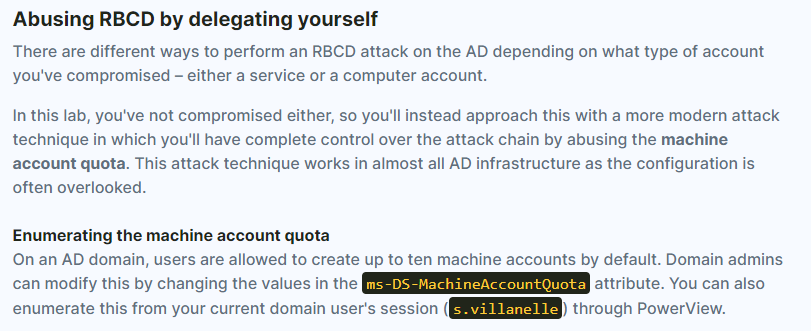 Abusing RBCD by delegating yourself
There are different ways to perform an RBCD attack on the AD depending on what type of account
you've compromised – either a service or a computer account.
In this lab, you've not compromised either, so you'll instead approach this with a more modern attack
technique in which you'll have complete control over the attack chain by abusing the machine
account quota. This attack technique works in almost all AD infrastructure as the configuration is
often overlooked.
Enumerating the machine account quota
On an AD domain, users are allowed to create up to ten machine accounts by default. Domain admins
can modify this by changing the values in the ms-DS-MachineAccountQuota attribute. You can also
enumerate this from your current domain user's session (s.villanelle) through PowerView.